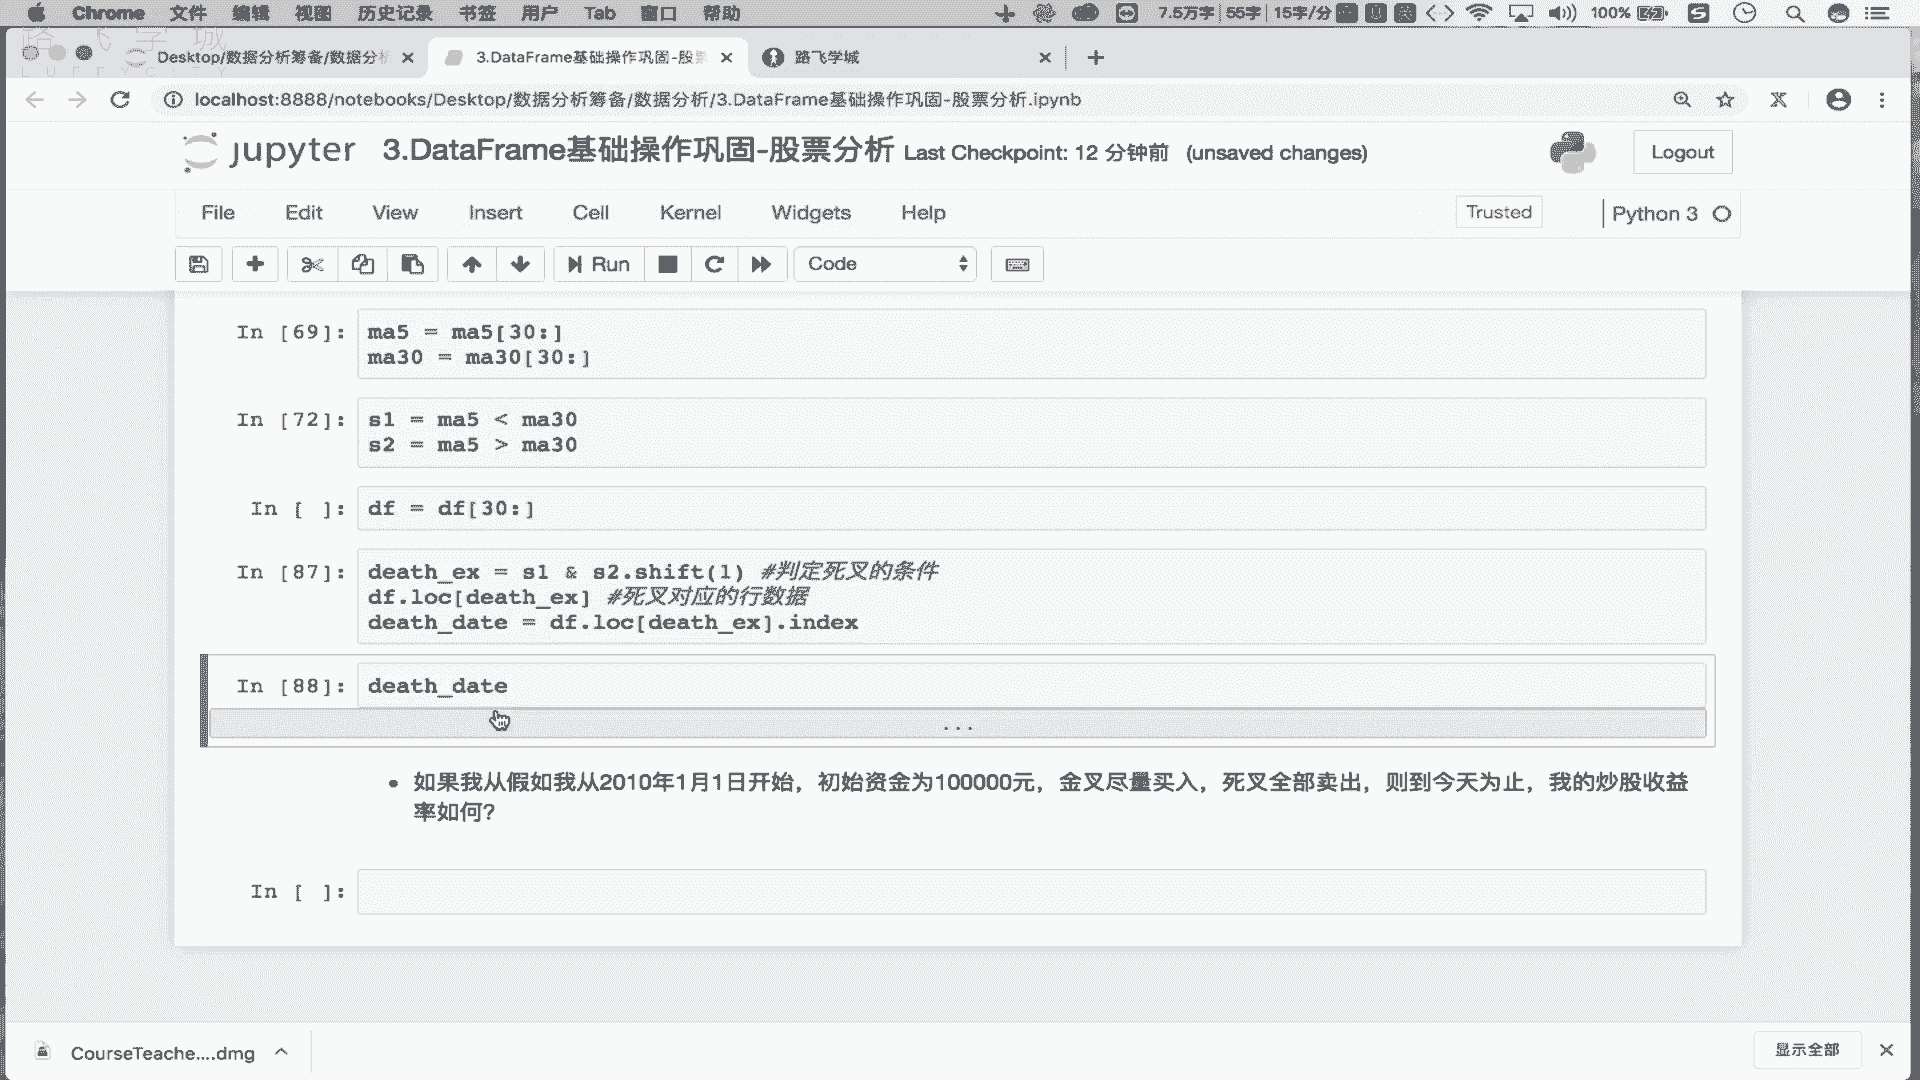 Chrome 文件 编辑 视图 历史记录 书签 用户 Tab 窗口 帮助 7.5万字 55字 15字/分 100%
Desktop/数据分析筹备/数据分析 3.DataFrame基础操作巩固-股票 路飞学城
localhost:8888/notebooks/Desktop/数据分析筹备/数据分析/3.DataFrame基础操作巩固-股票分析.ipynb
jupyter 3.DataFrame基础操作巩固-股票分析 Last Checkpoint: 12 分钟前 (unsaved changes) Logout
File Edit View Insert Cell Kernel Widgets Help Trusted Python 3
Run Code
In [69]: ma5 = ma5[30:]
ma30 = ma30[30:]
In [72]: s1 = ma5 < ma30
s2 = ma5 > ma30
In [ ]: df = df[30:]
In [87]: death_ex = s1 & s2.shift(1) #判定死叉的条件
df.loc[death_ex] #死叉对应的行数据
death_date = df.loc[death_ex].index
In [88]: death_date
...
• 如果我从假如我从2010年1月1日开始，初始资金为100000元，金叉尽量买入，死叉全部卖出，则到今天为止，我的炒股收益
率如何?
In [ ]:
CourseTeache....dmg 显示全部